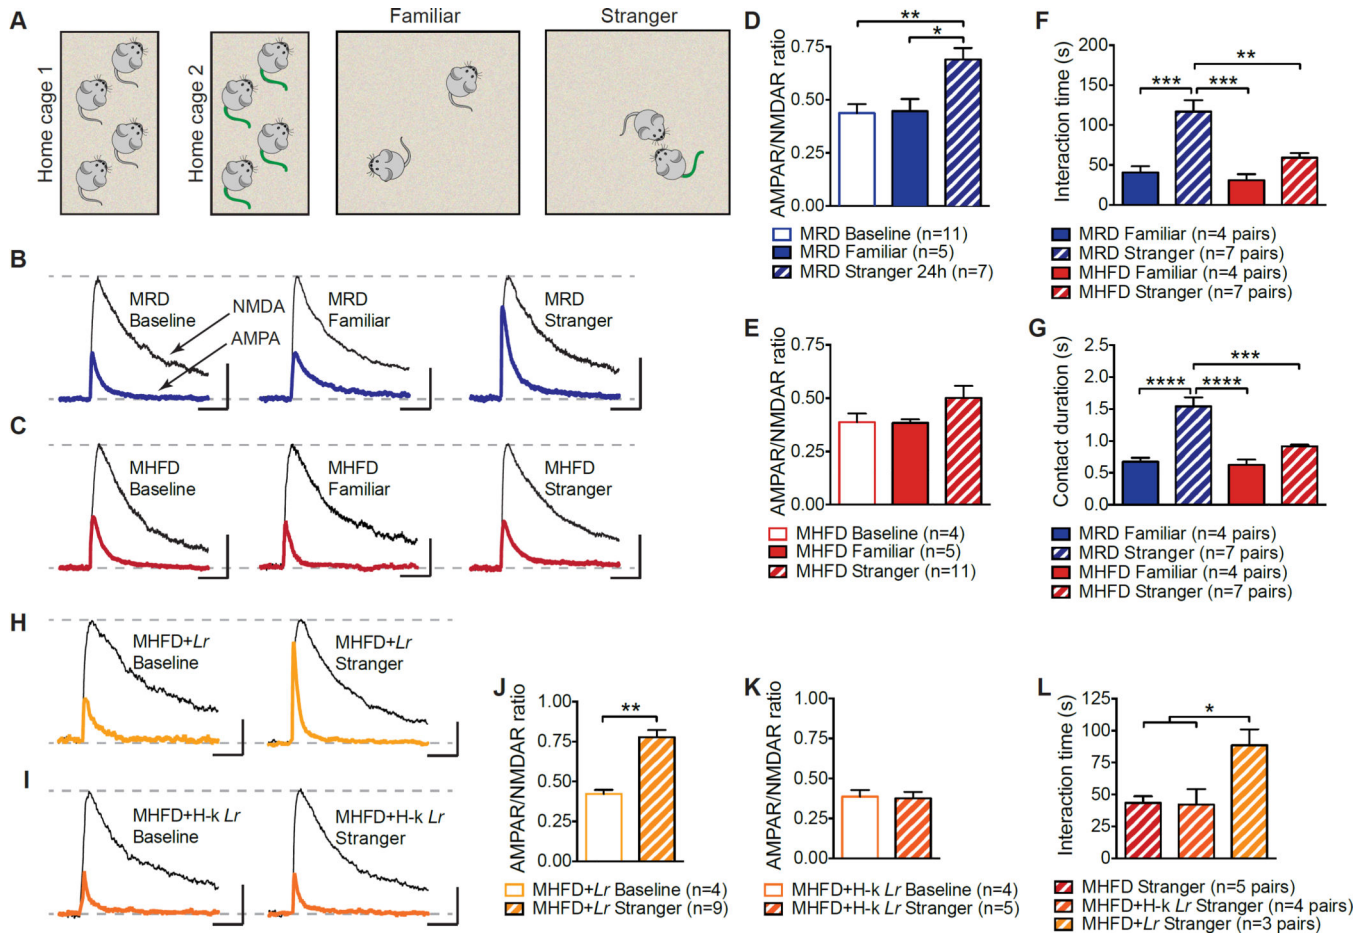 A
Home cage 1
Home cage 2
Familiar
Stranger
B
MRD
Baseline
NMDA
AMPA
MRD
Familiar
MRD
Stranger
C
MHFD
Baseline
MHFD
Familiar
MHFD
Stranger
D
AMPAR/NMDAR ratio
0.75
0.50
0.25
0.00
**
*
MRD Baseline (n=11)
MRD Familiar (n=5)
MRD Stranger 24h (n=7)
E
AMPAR/NMDAR ratio
0.75
0.50
0.25
0.00
MHFD Baseline (n=4)
MHFD Familiar (n=5)
MHFD Stranger (n=11)
F
Interaction time (s)
200
150
100
50
0
**
*** ***
MRD Familiar (n=4 pairs)
MRD Stranger (n=7 pairs)
MHFD Familiar (n=4 pairs)
MHFD Stranger (n=7 pairs)
G
Contact duration (s)
2.5
2.0
1.5
1.0
0.5
0.0
***
**** ****
MRD Familiar (n=4 pairs)
MRD Stranger (n=7 pairs)
MHFD Familiar (n=4 pairs)
MHFD Stranger (n=7 pairs)
H
MHFD+Lr
Baseline
MHFD+Lr
Stranger
I
MHFD+H-k Lr
Baseline
MHFD+H-k Lr
Stranger
J
AMPAR/NMDAR ratio
1.00
0.75
0.50
0.25
0.00
**
MHFD+Lr Baseline (n=4)
MHFD+Lr Stranger (n=9)
K
AMPAR/NMDAR ratio
1.00
0.75
0.50
0.25
0.00
MHFD+H-k Lr Baseline (n=4)
MHFD+H-k Lr Stranger (n=5)
L
Interaction time (s)
125
100
75
50
25
0
*
MHFD Stranger (n=5 pairs)
MHFD+H-k Lr Stranger (n=4 pairs)
MHFD+Lr Stranger (n=3 pairs)